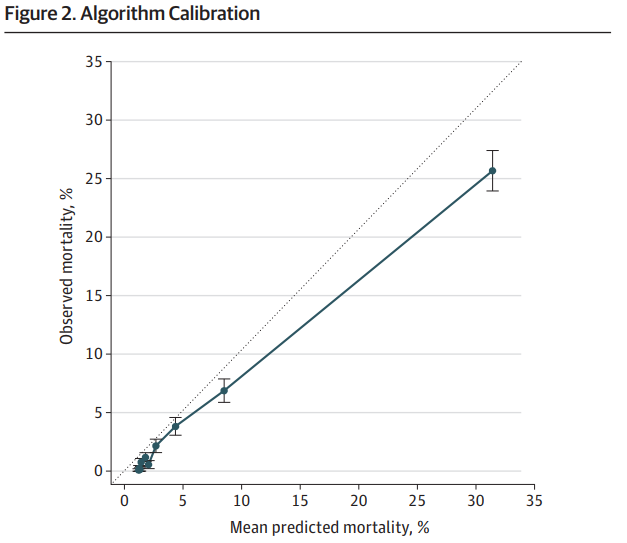 Figure 2. Algorithm Calibration
35
30
25
20
15
10
5
0
Observed mortality, %
0 5 10 15 20 25 30 35
Mean predicted mortality, %